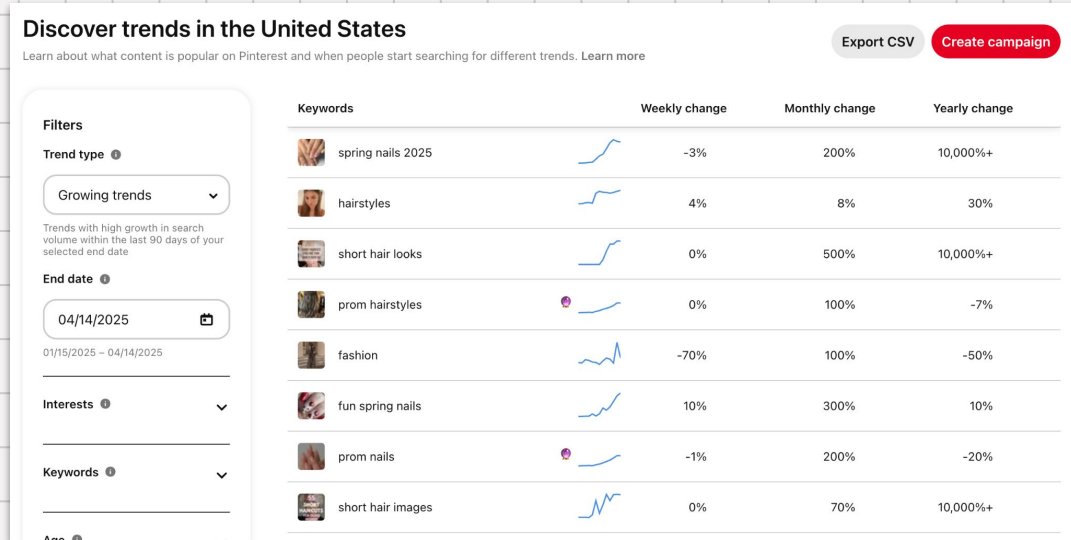 Discover trends in the United States
Learn about what content is popular on Pinterest and when people start searching for different trends. Learn more
Export CSV
Create campaign
Filters
Trend type
Growing trends
Trends with high growth in search
volume within the last 90 days of your
selected end date
End date
04/14/2025
01/15/2025 – 04/14/2025
Interests
Keywords
Age
Keywords Weekly change Monthly change Yearly change
spring nails 2025 -3% 200% 10,000%+
hairstyles 4% 8% 30%
short hair looks 0% 500% 10,000%+
prom hairstyles 0% 100% -7%
fashion -70% 100% -50%
fun spring nails 10% 300% 10%
prom nails -1% 200% -20%
short hair images 0% 70% 10,000%+